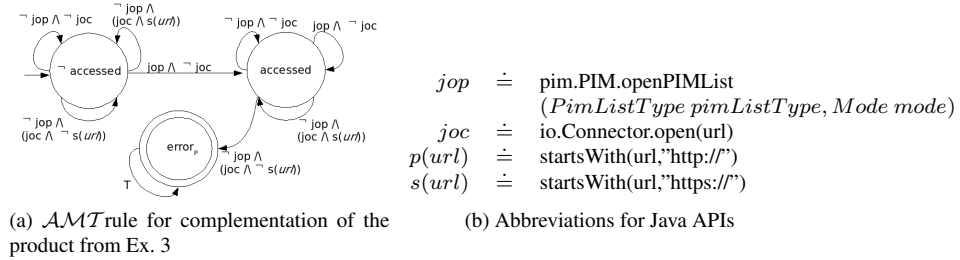 ¬ jop ∧ ¬ joc
¬ jop ∧
(joc ∧ s(url))
¬ jop ∧ ¬ joc
jop ∧ ¬ joc
¬ accessed
jop ∧ ¬ joc
accessed
¬ jop ∧
(joc ∧ ¬ s(url))
¬ jop ∧
(joc ∧ s(url))
error𝗉
¬ jop ∧
(joc ∧ ¬ s(url))
T
(a) AMT rule for complementation of the
product from Ex. 3
jop ≐ pim.PIM.openPIMList
(PimListType pimListType, Mode mode)
joc ≐ io.Connector.open(url)
p(url) ≐ startsWith(url,”http://”)
s(url) ≐ startsWith(url,”https://”)
(b) Abbreviations for Java APIs